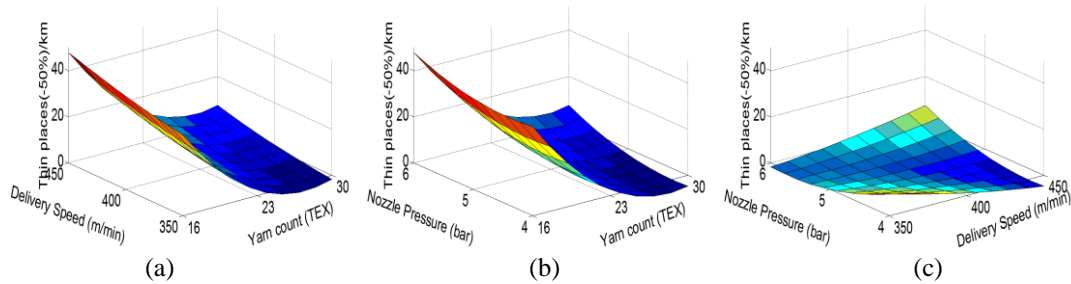 Thin places(-50%)/km
40
20
0
450
400
350
Delivery Speed (m/min)
16
23
30
Yarn count (TEX)
(a)
Thin places(-50%)/km
40
20
0
6
5
4
Nozzle Pressure (bar)
16
23
30
Yarn count (TEX)
(b)
Thin places(-50%)/km
40
20
0
6
5
4
Nozzle Pressure (bar)
350
400
450
Delivery Speed (m/min)
(c)